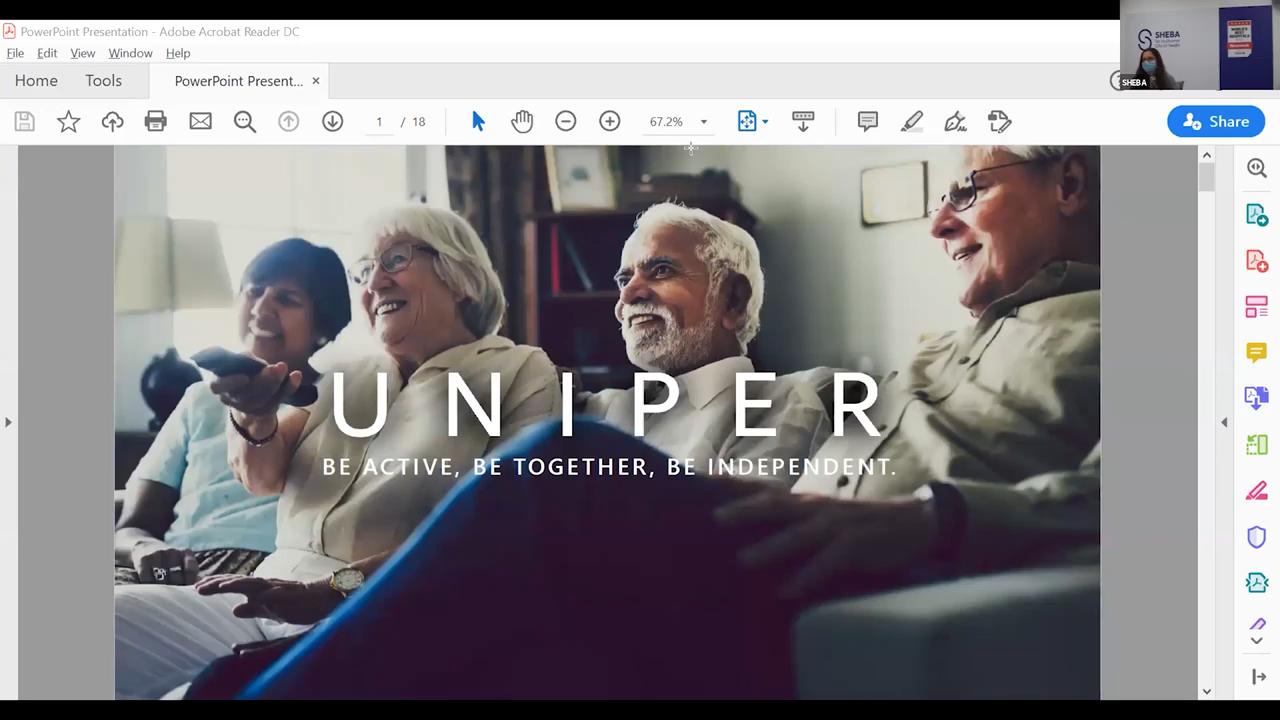 PowerPoint Presentation - Adobe Acrobat Reader DC
File Edit View Window Help
Home Tools PowerPoint Present... ×
1 / 18 67.2% Share
SHEBA
SHEBA
UNIPER
BE ACTIVE, BE TOGETHER, BE INDEPENDENT.